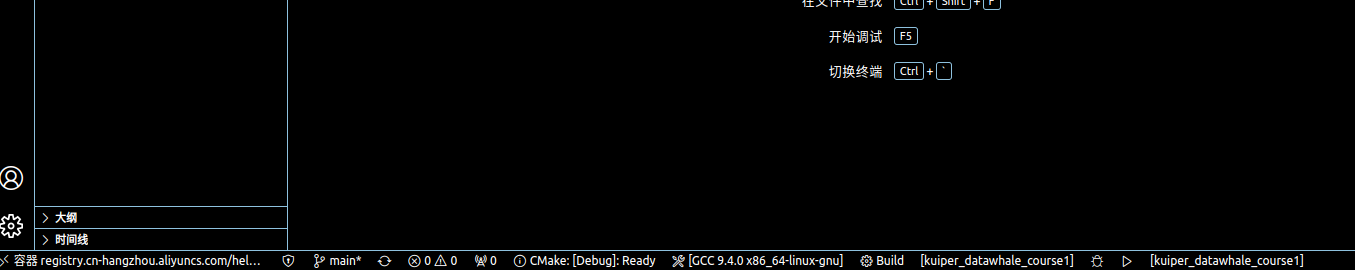 在文件中查找 Ctrl + Shift + F
开始调试 F5
切换终端 Ctrl + `
大纲
时间线
容器 registry.cn-hangzhou.aliyuncs.com/hel... main* 0 0 0 CMake: [Debug]: Ready [GCC 9.4.0 x86_64-linux-gnu] Build [kuiper_datawhale_course1] [kuiper_datawhale_course1]